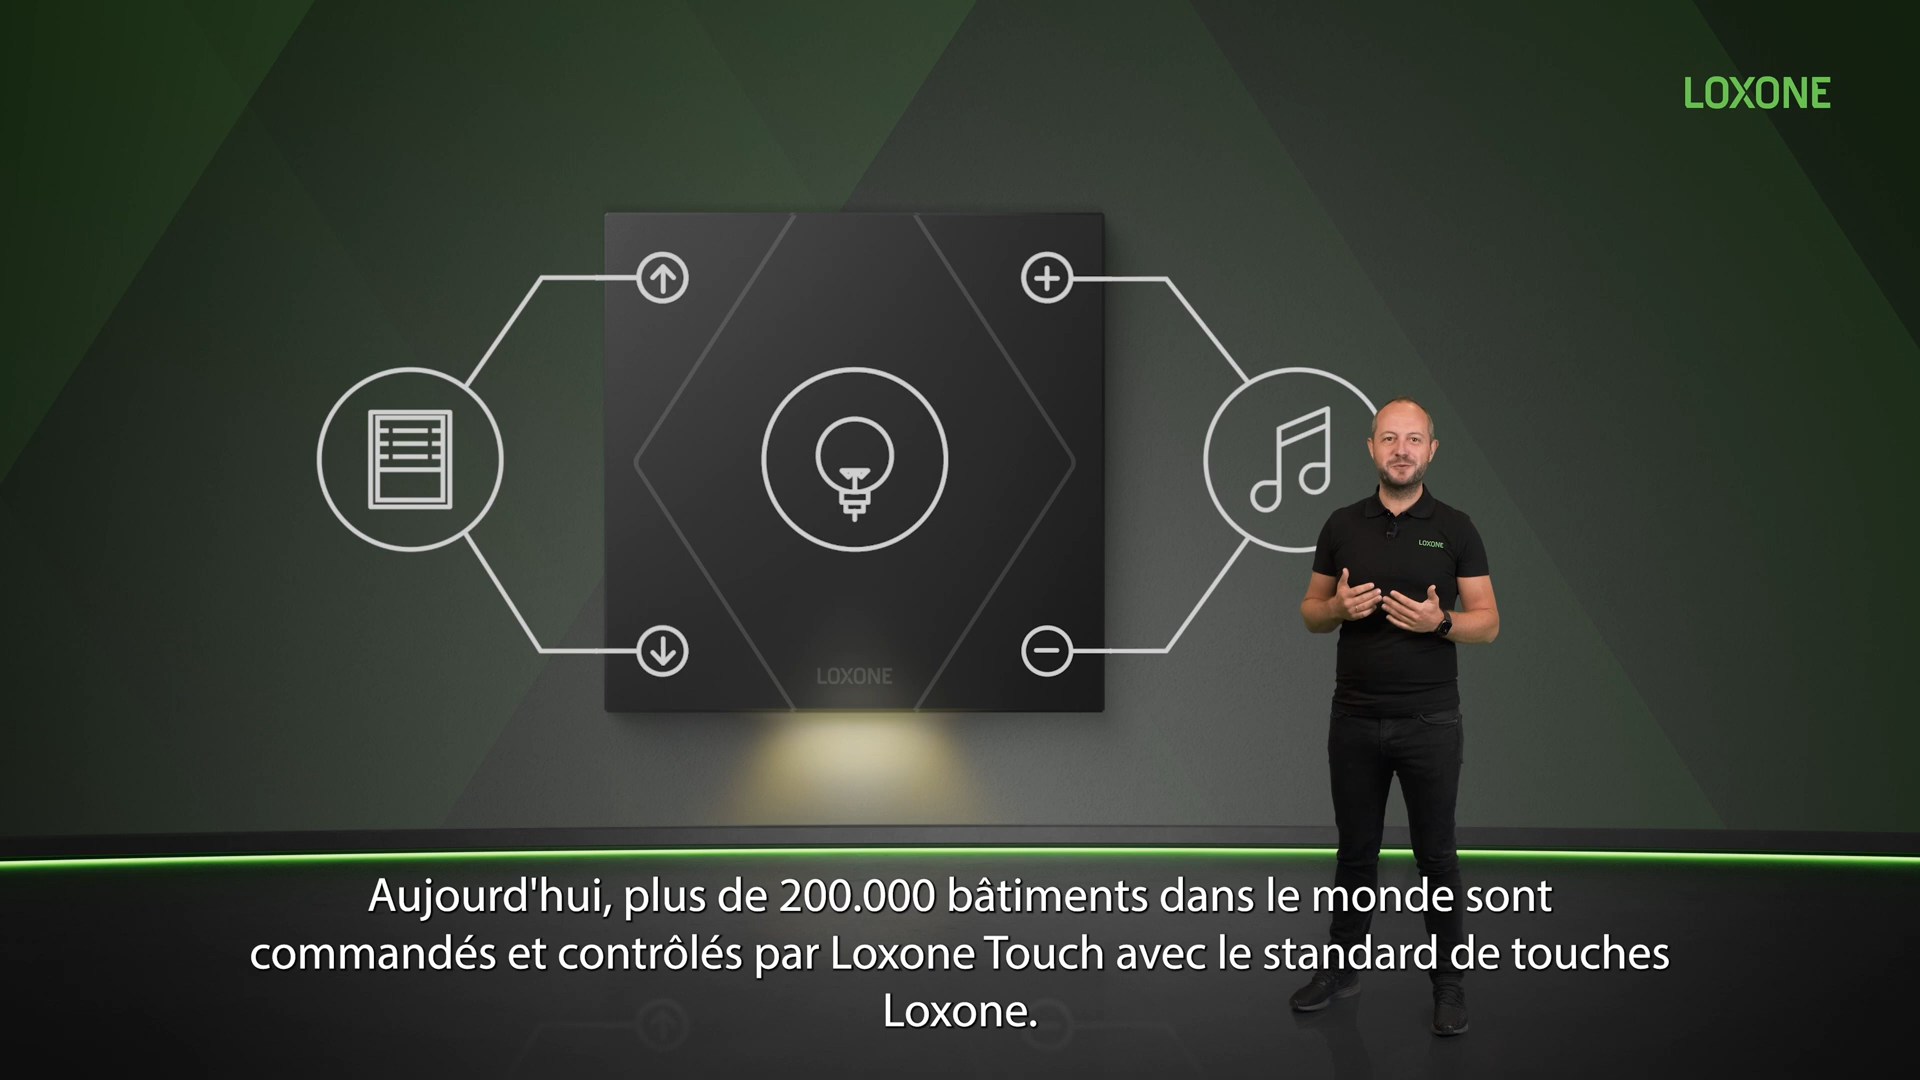 LOXONE
LOXONE
LOXONE
Aujourd'hui, plus de 200.000 bâtiments dans le monde sont
commandés et contrôlés par Loxone Touch avec le standard de touches
Loxone.